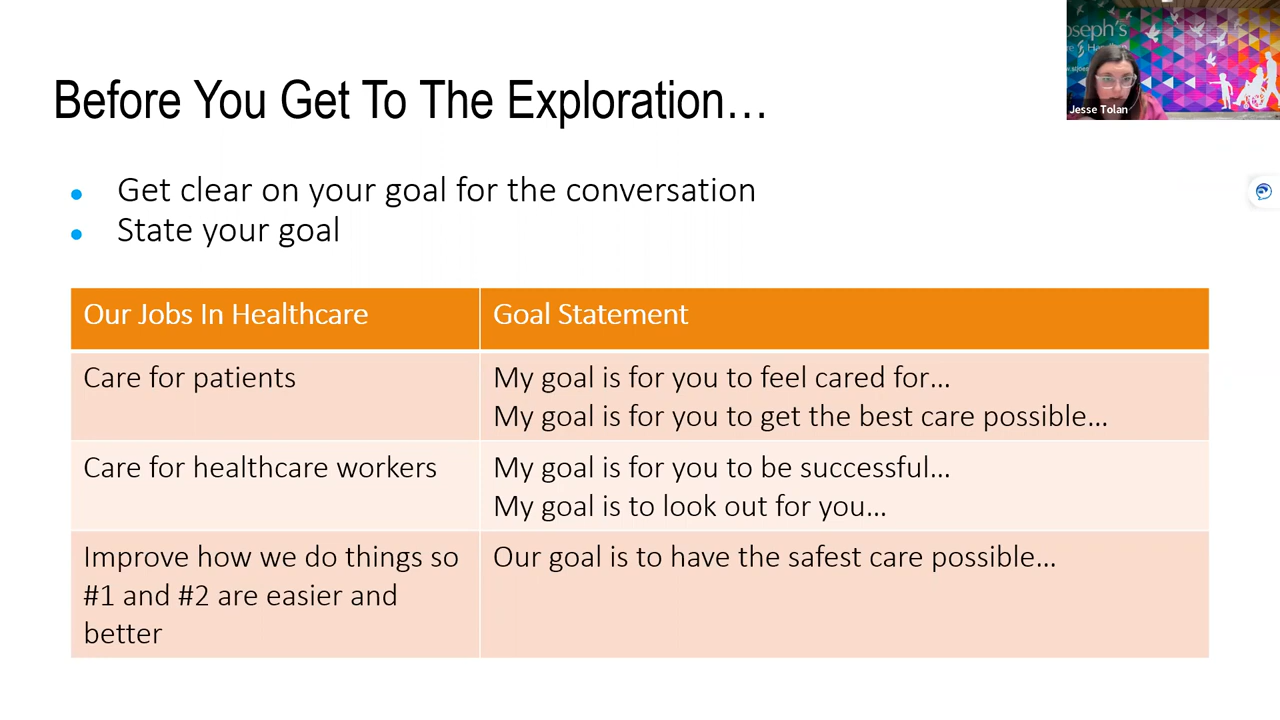 Before You Get To The Exploration…
Get clear on your goal for the conversation
State your goal
Our Jobs In Healthcare
Goal Statement
Care for patients
My goal is for you to feel cared for…
My goal is for you to get the best care possible…
Care for healthcare workers
My goal is for you to be successful…
My goal is to look out for you…
Improve how we do things so
#1 and #2 are easier and
better
Our goal is to have the safest care possible…
oseph's
Jesse Tolan